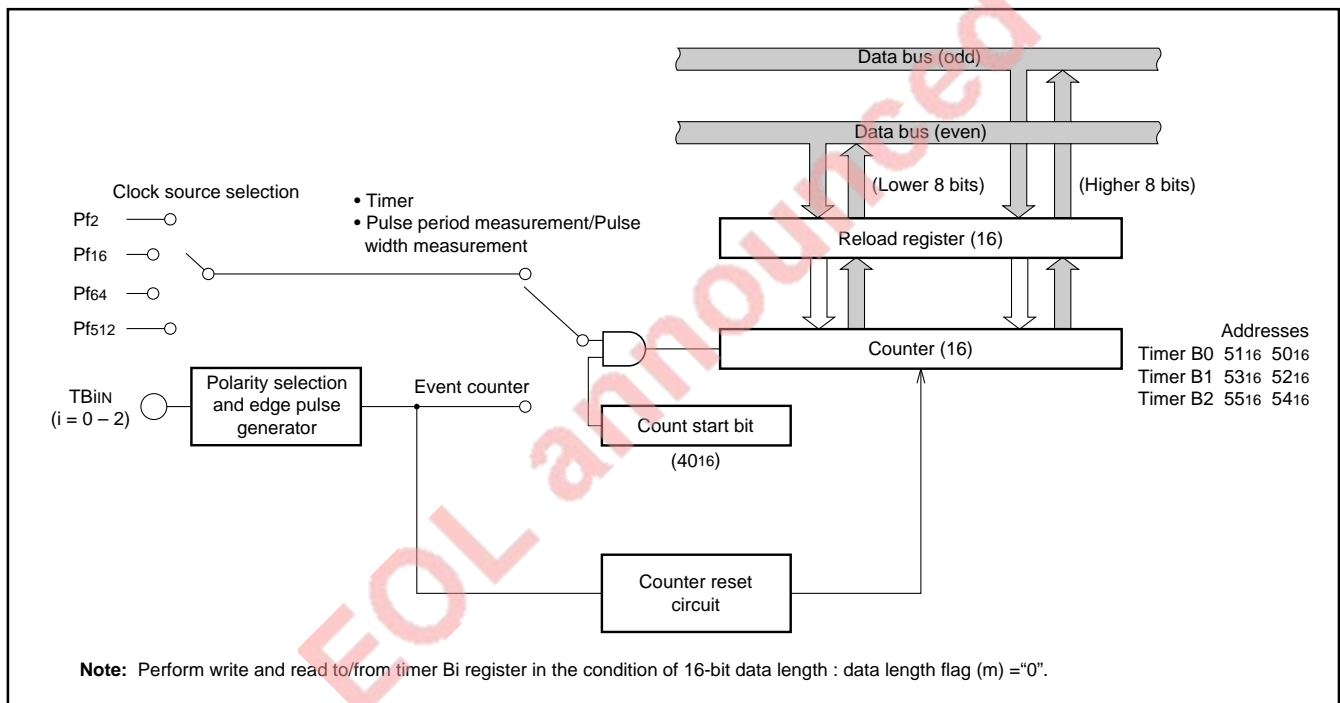 Data bus (odd)
Data bus (even)
(Lower 8 bits)
(Higher 8 bits)
Clock source selection
Pf2
Pf16
Pf64
Pf512
• Timer
• Pulse period measurement/Pulse
width measurement
Reload register (16)
Counter (16)
Addresses
Timer B0 5116 5016
Timer B1 5316 5216
Timer B2 5516 5416
TBiIN
(i = 0 – 2)
Polarity selection
and edge pulse
generator
Event counter
Count start bit
(4016)
Counter reset
circuit
Note: Perform write and read to/from timer Bi register in the condition of 16-bit data length : data length flag (m) =“0”.
EOL announced